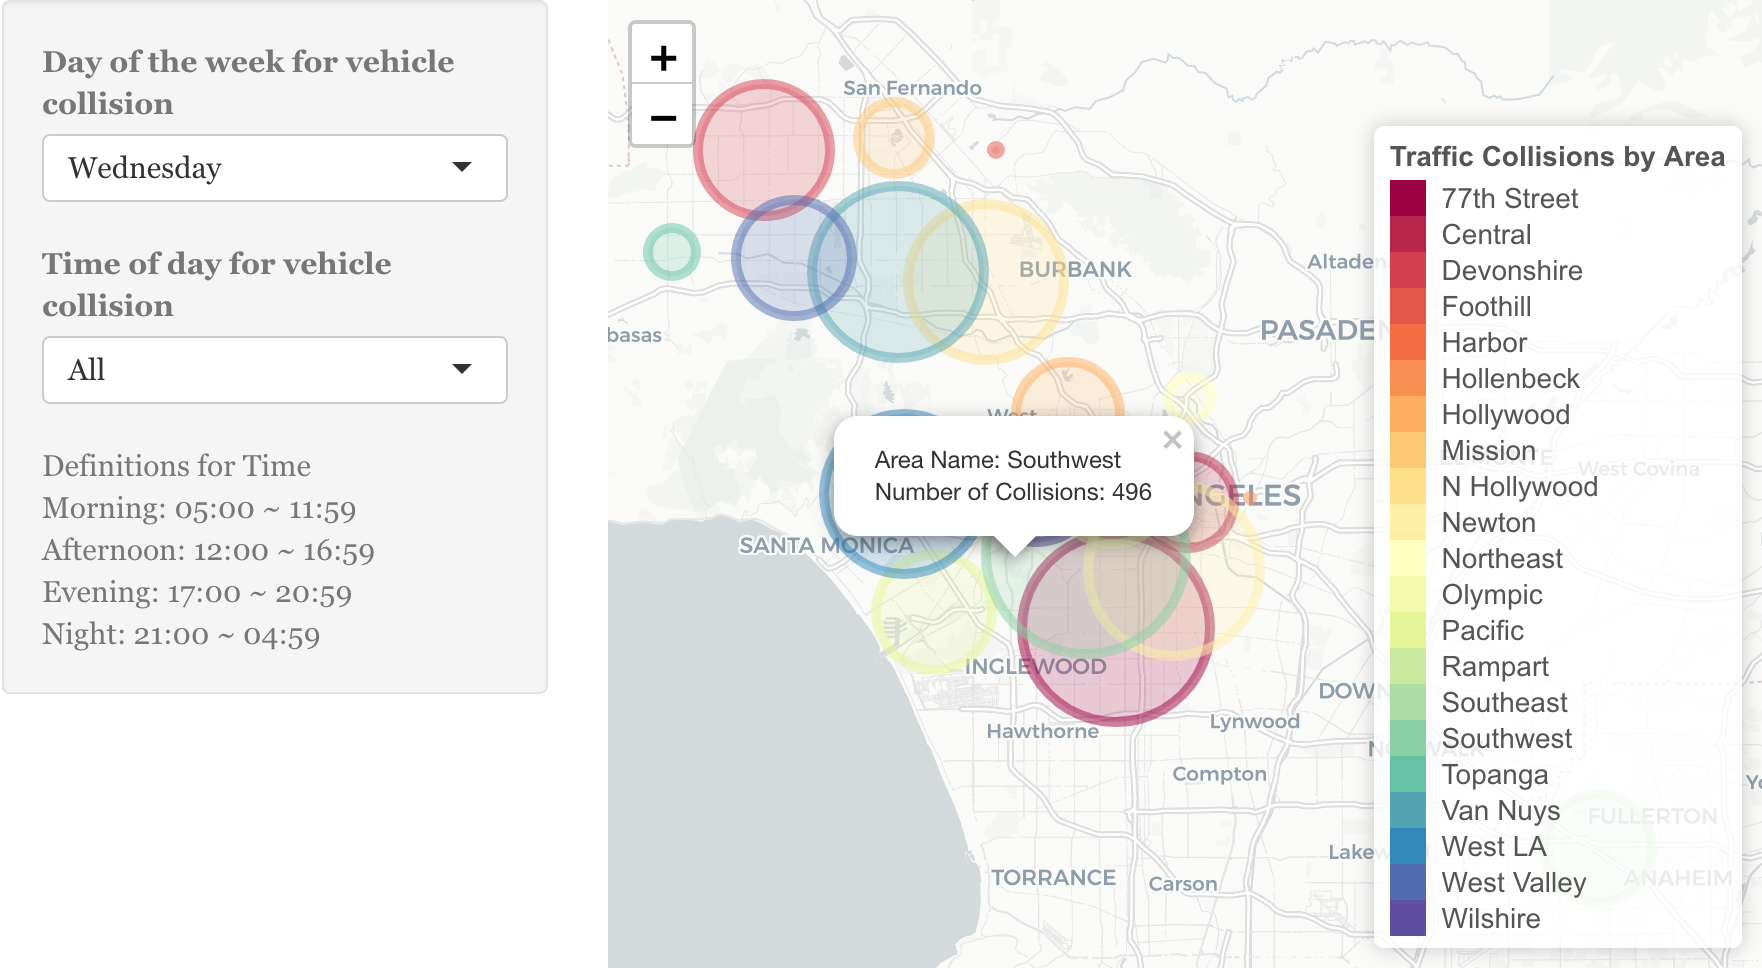 Day of the week for vehicle
collision
Wednesday
Time of day for vehicle
collision
All
Definitions for Time
Morning: 05:00 ~ 11:59
Afternoon: 12:00 ~ 16:59
Evening: 17:00 ~ 20:59
Night: 21:00 ~ 04:59
+
−
San Fernando
BURBANK
Altaden
basas
PASADEN
West
Area Name: Southwest
Number of Collisions: 496
×
NGELES
SANTA MONICA
INGLEWOOD
Hawthorne
Lynwood
DOW
Compton
TORRANCE
Carson
Lakew
Traffic Collisions by Area
77th Street
Central
Devonshire
Foothill
Harbor
Hollenbeck
Hollywood
Mission
N Hollywood
Newton
Northeast
Olympic
Pacific
Rampart
Southeast
Southwest
Topanga
Van Nuys
West LA
West Valley
Wilshire
EL MONTE
West Covina
NORWALK
FULLERTON
ANAHEIM
Yo